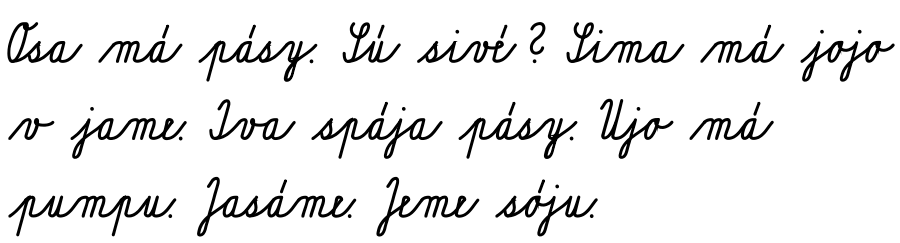 Osa má pásy. Sú sivé? Sima má jojo
v jame. Iva spája pásy. Ujo má
pumpu. Jasáme. Jeme sóju.